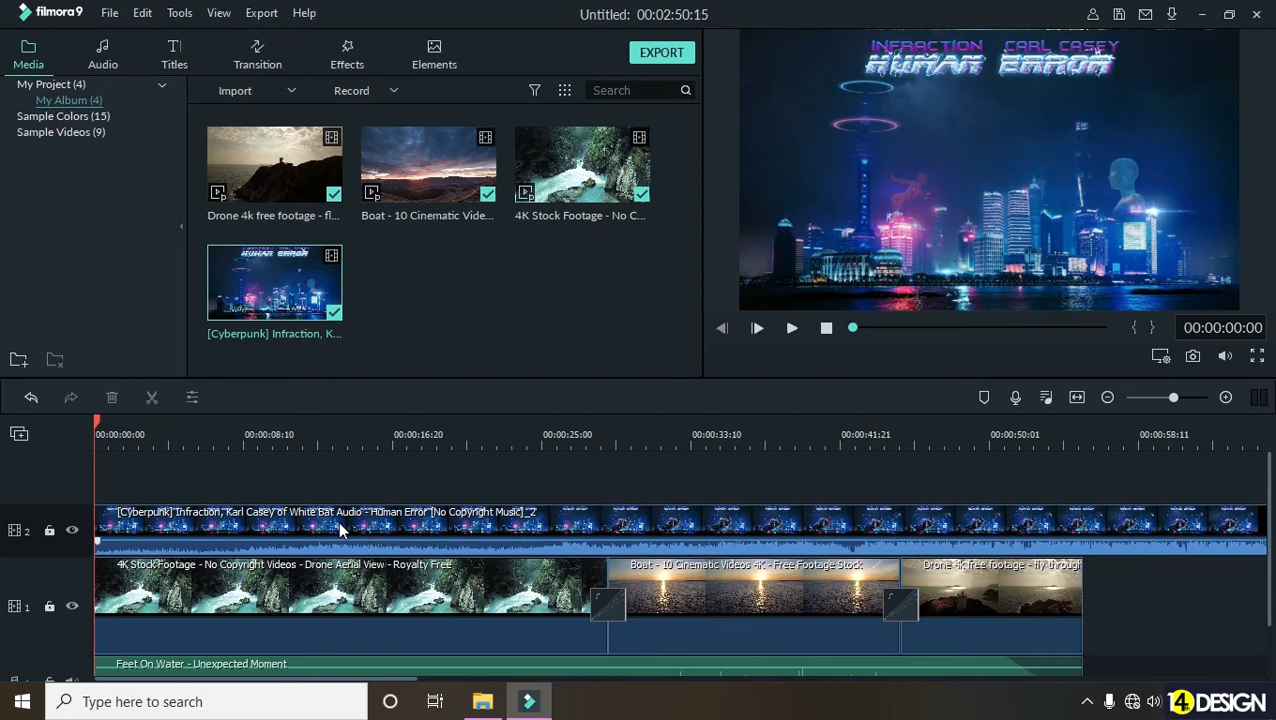 filmora9
File
Edit
Tools
View
Export
Help
Untitled: 00:02:50:15
Media
Audio
Titles
Transition
Effects
Elements
EXPORT
My Project (4)
My Album (4)
Sample Colors (15)
Sample Videos (9)
Import
Record
Search
Drone 4k free footage - fl...
Boat - 10 Cinematic Vide...
4K Stock Footage - No C...
HUMAN ERROR
[Cyberpunk] Infraction, K...
INFRACTION CARL CASEY
HUMAN ERROR
{ }
00:00:00:00
00:00:00:00
00:00:08:10
00:00:16:20
00:00:25:00
00:00:33:10
00:00:41:21
00:00:50:01
00:00:58:11
2
[Cyberpunk] Infraction, Karl Casey of White Bat Audio - Human Error [No Copyright Music]_2
1
4K Stock Footage - No Copyright Videos - Drone Aerial View - Royalty Free
Boat - 10 Cinematic Videos 4K - Free Footage Stock
Drone 4k free footage - fly through
Feet On Water - Unexpected Moment
Type here to search
4DESIGN